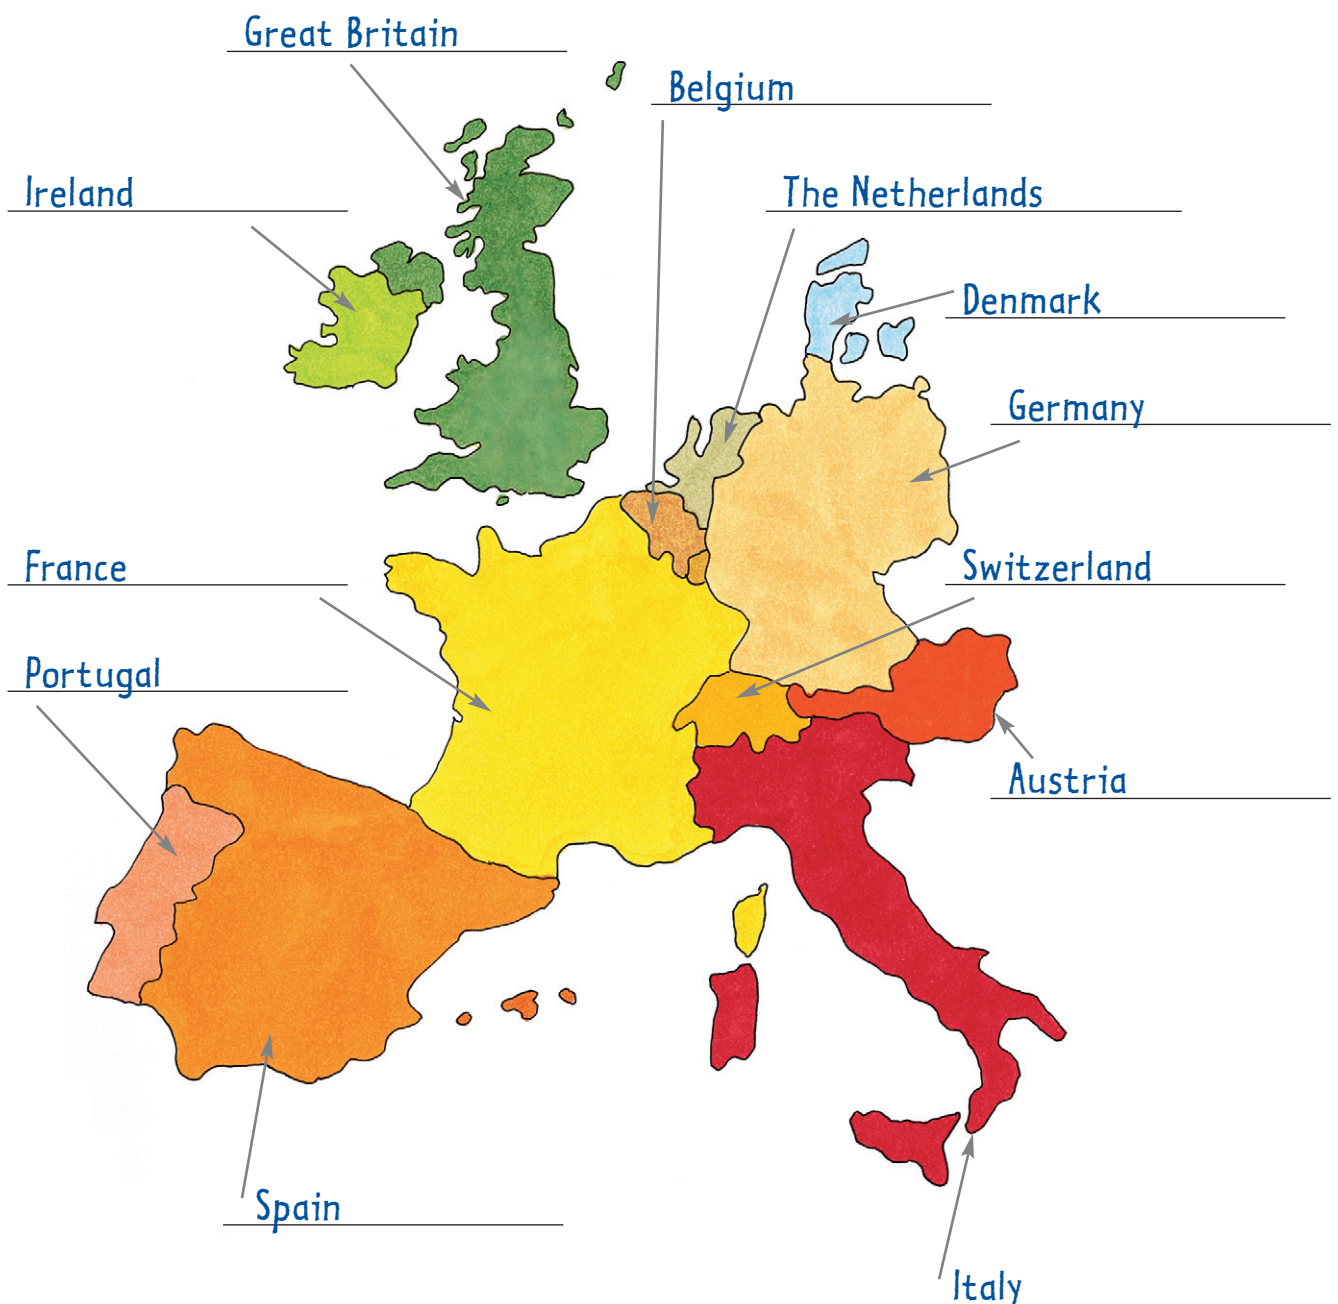 Great Britain
Belgium
Ireland
The Netherlands
Denmark
Germany
France
Switzerland
Portugal
Austria
Spain
Italy